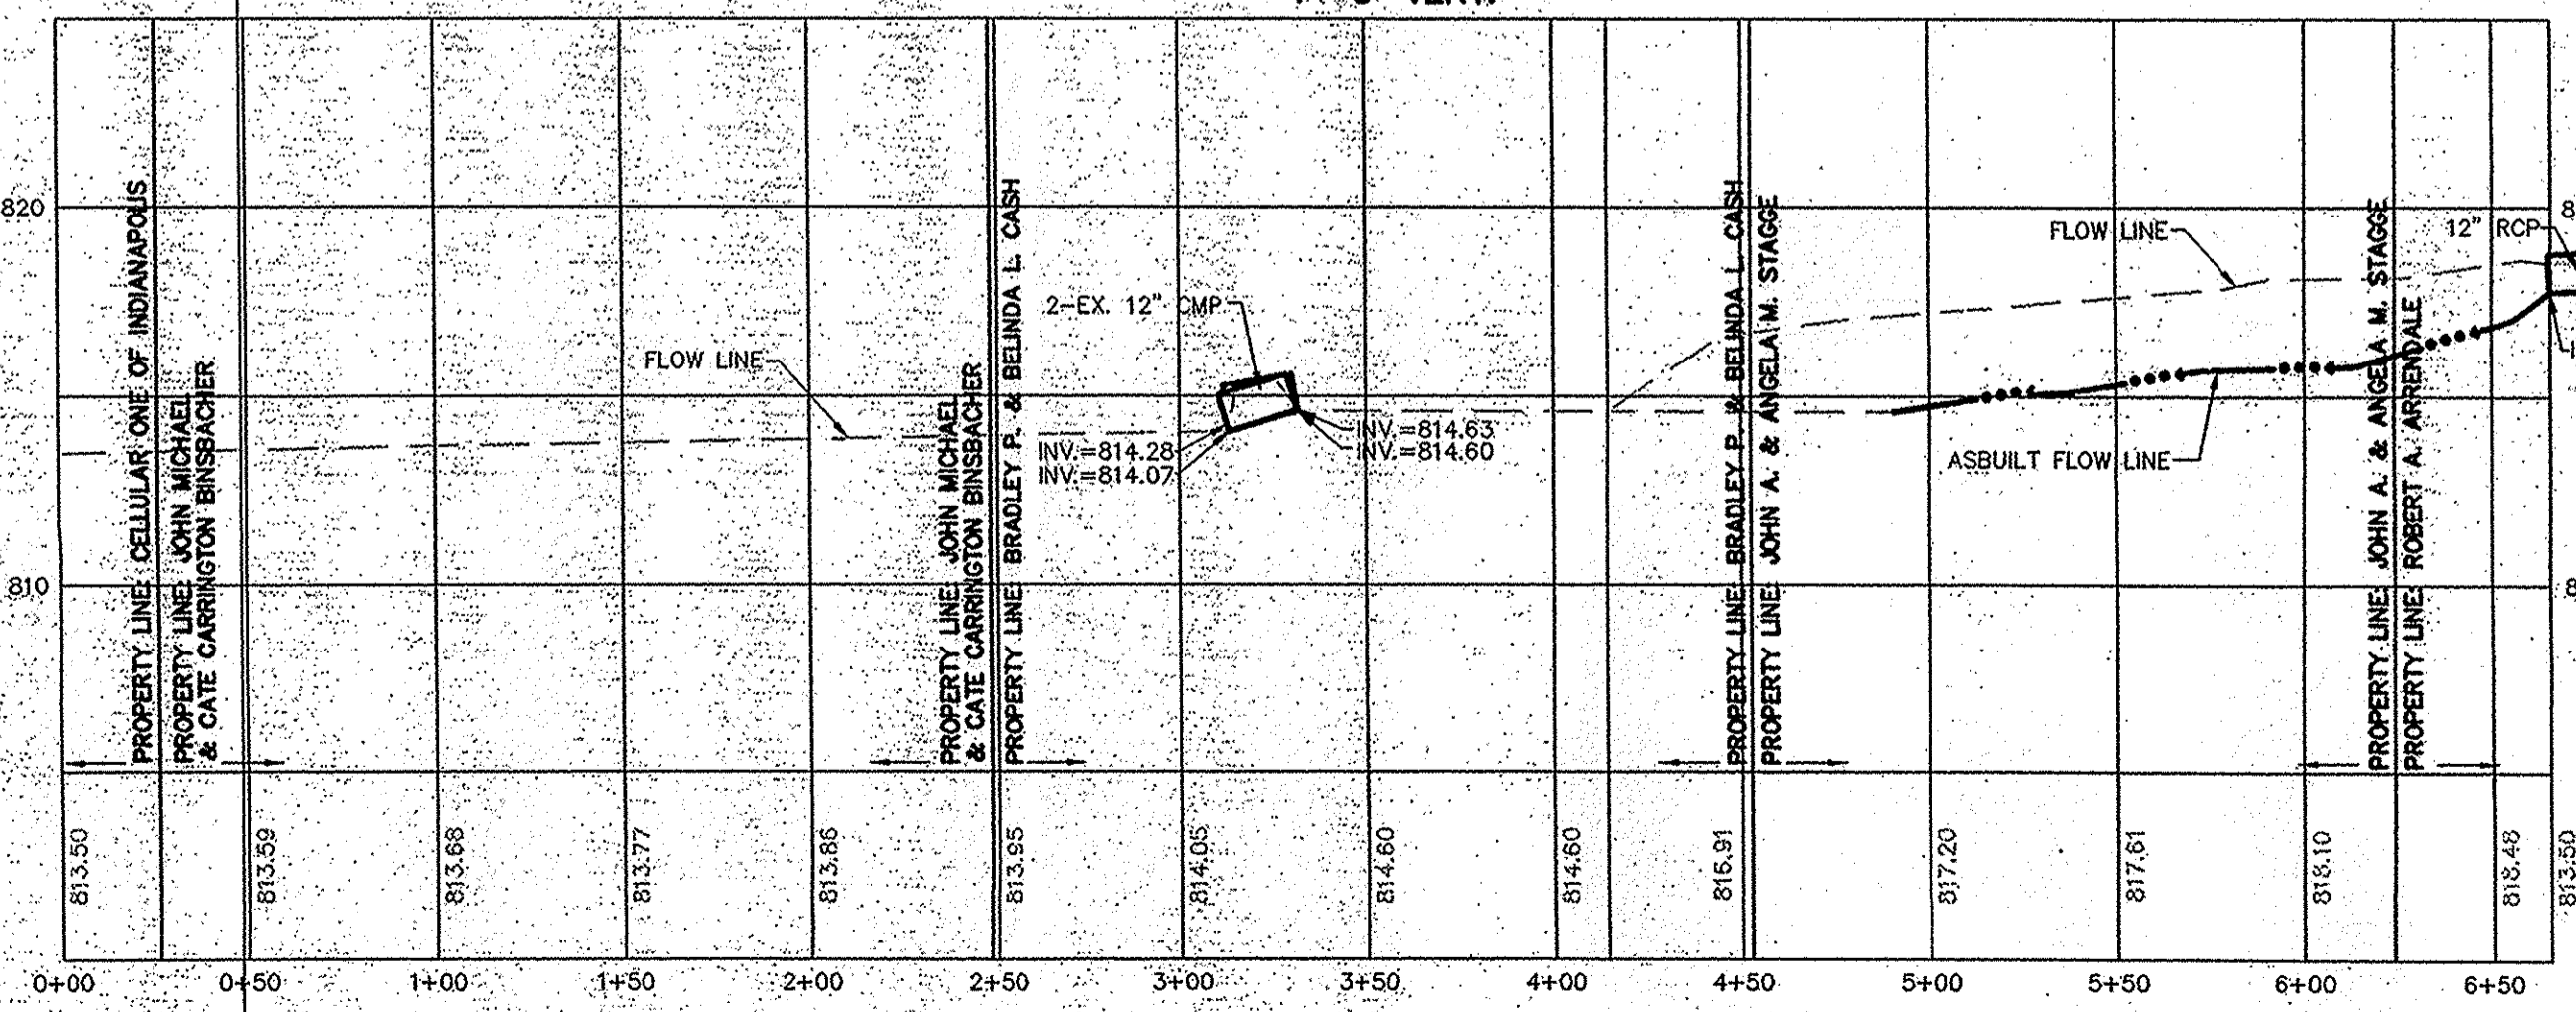 820
810
PROPERTY LINE: CELLULAR ONE OF INDIANAPOLIS
PROPERTY LINE: JOHN MICHAEL
& CATE CARRINGTON BINSBACHER
FLOW LINE
PROPERTY LINE: JOHN MICHAEL
& CATE CARRINGTON BINSBACHER
PROPERTY LINE: BRADLEY P. & BELINDA L. CASH
2-EX. 12" CMP
INV.=814.28
INV.=814.07
INV.=814.63
INV.=814.60
PROPERTY LINE: BRADLEY P. & BELINDA L. CASH
PROPERTY LINE: JOHN A. & ANGELA M. STAGGE
FLOW LINE
ASBUILT FLOW LINE
PROPERTY LINE: JOHN A. & ANGELA M. STAGGE
PROPERTY LINE: ROBERT A. ARRENDALE
12" RCP
813.50
813.59
813.68
813.77
813.86
813.95
814.05
814.60
814.60
816.91
817.20
817.61
818.10
818.48
813.50
0+00
0+50
1+00
1+50
2+00
2+50
3+00
3+50
4+00
4+50
5+00
5+50
6+00
6+50